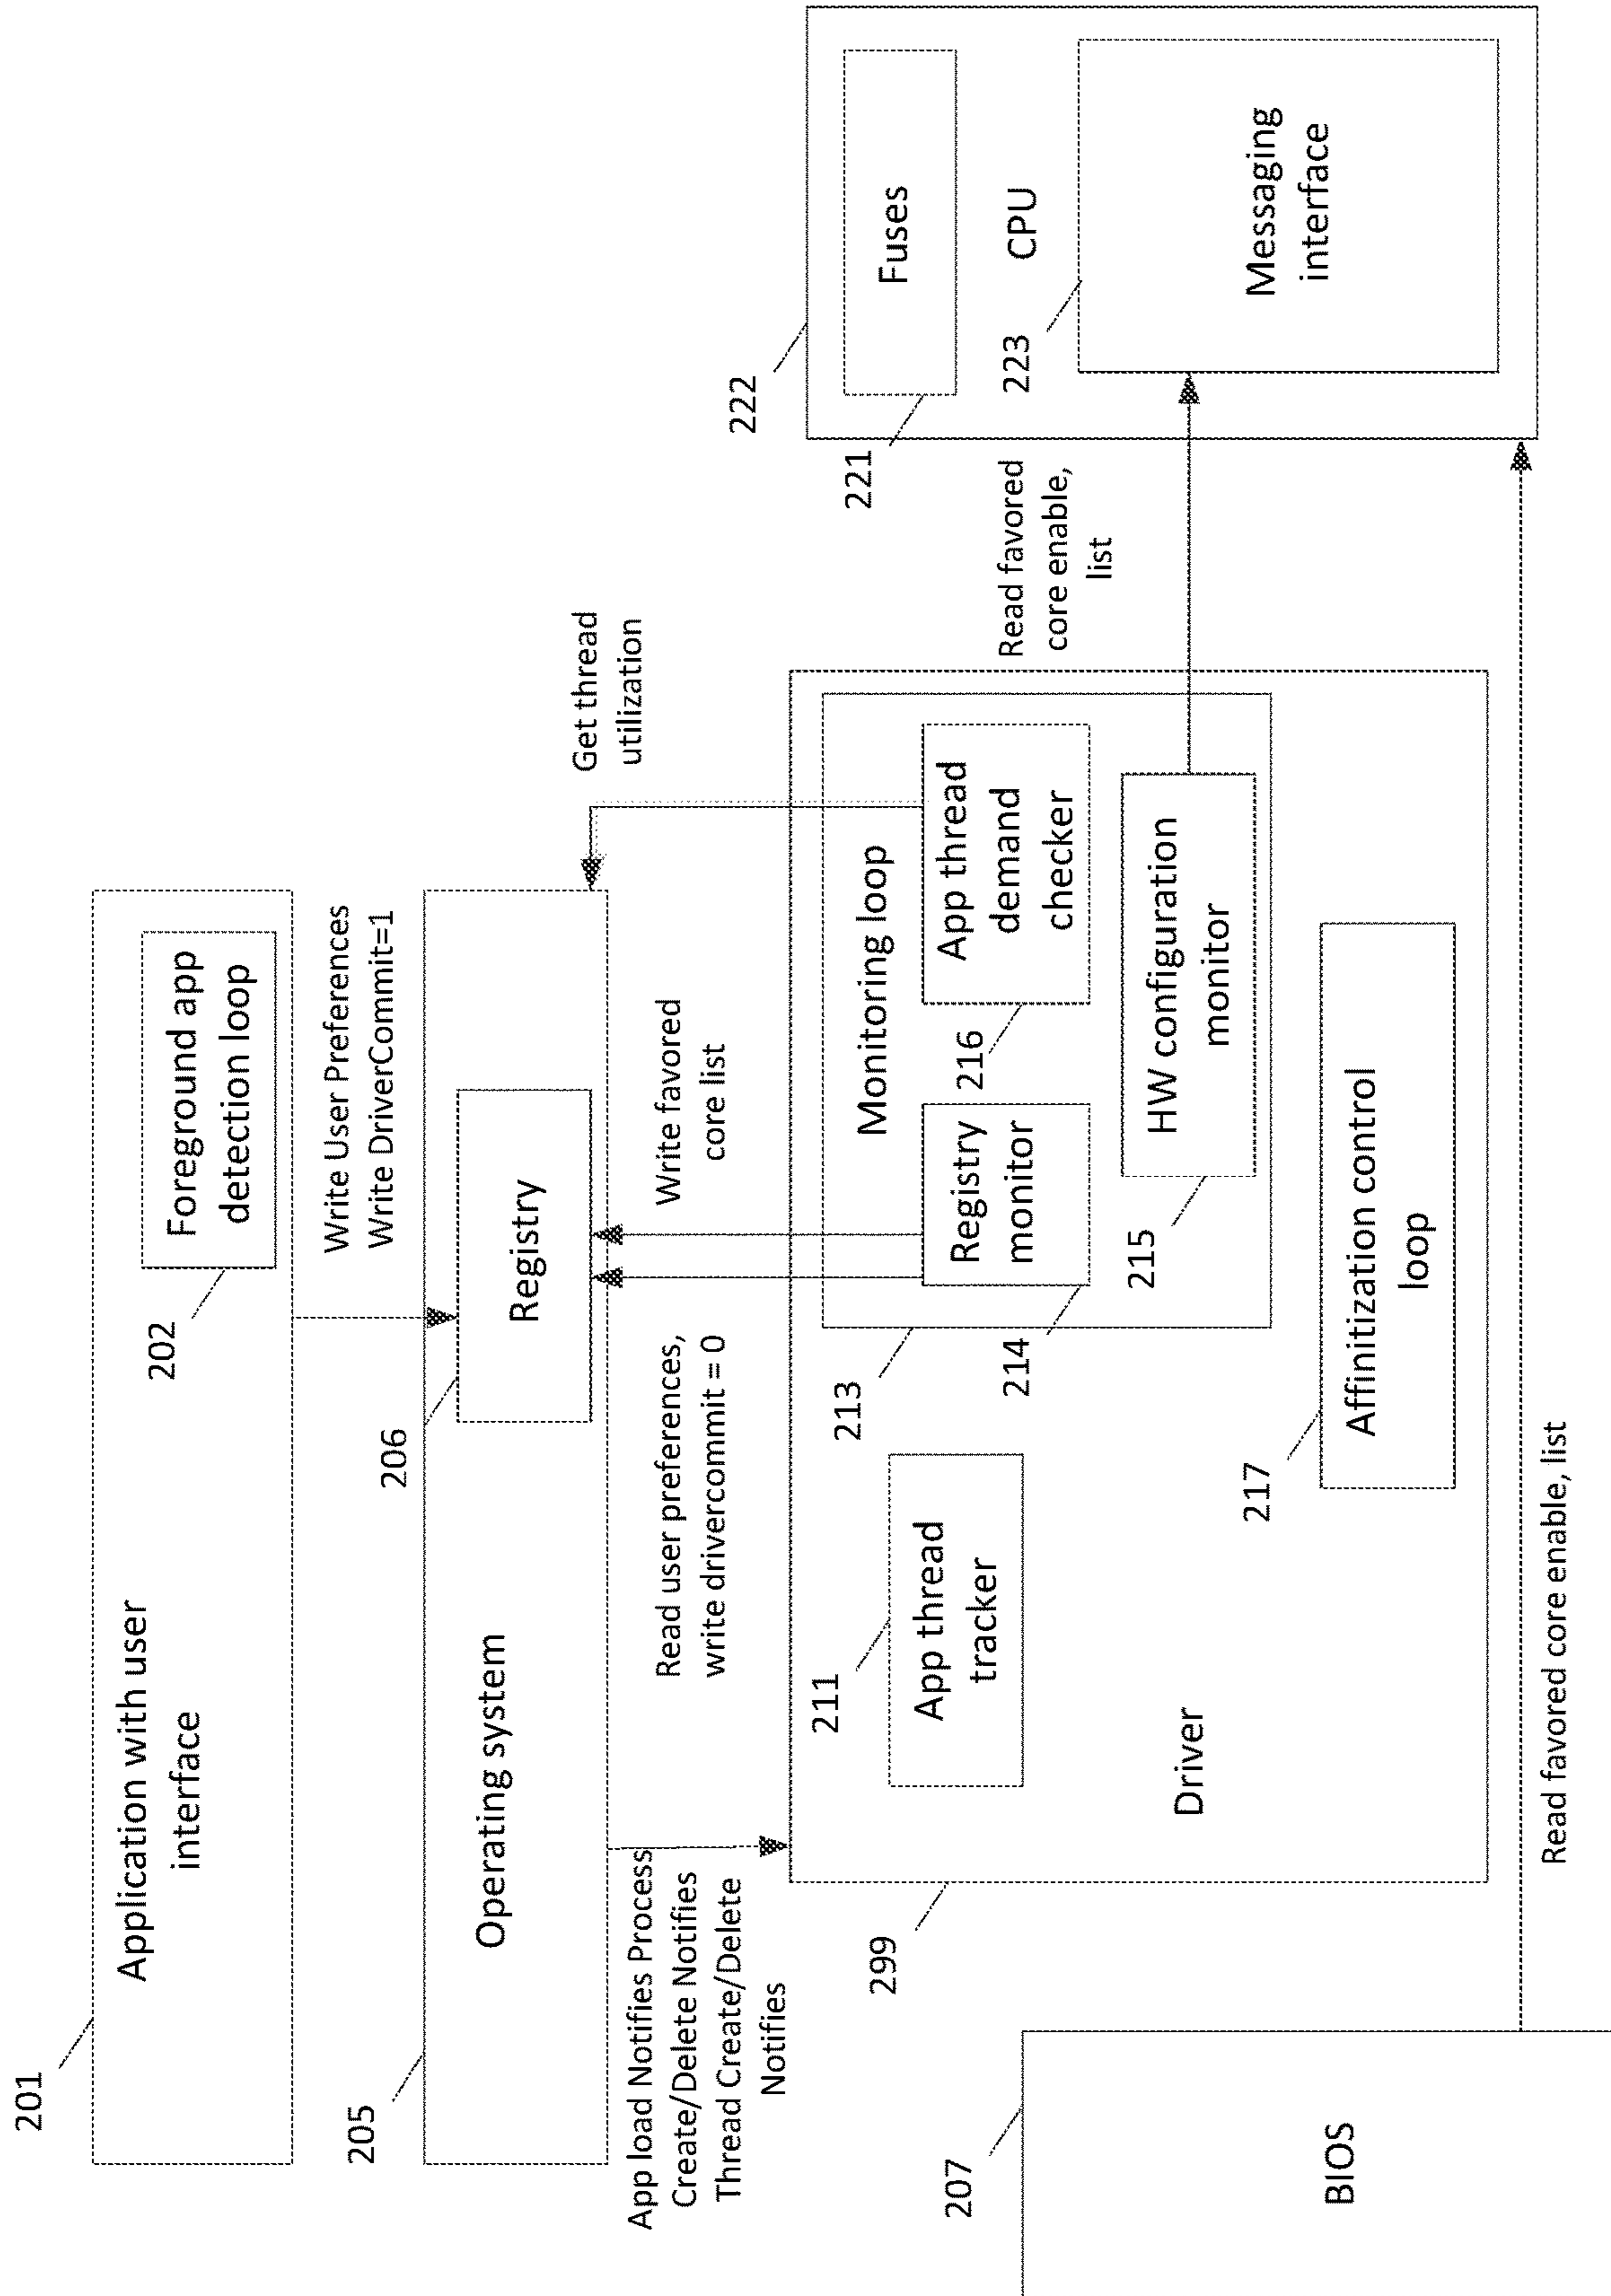 201
Application with user
interface
Foreground app
detection loop
202
Write User Preferences
Write DriverCommit=1
205
Operating system
206
Registry
Get thread
utilization
App load Notifies Process
Create/Delete Notifies
Thread Create/Delete
Notifies
Read user preferences,
write drivercommit = 0
Write favored
core list
299
Driver
211
App thread
tracker
213
Monitoring loop
214
Registry
monitor
216
App thread
demand
checker
215
HW configuration
monitor
217
Affinitization control
loop
Read favored
core enable,
list
222
221
Fuses
CPU
223
Messaging
interface
207
BIOS
Read favored core enable, list